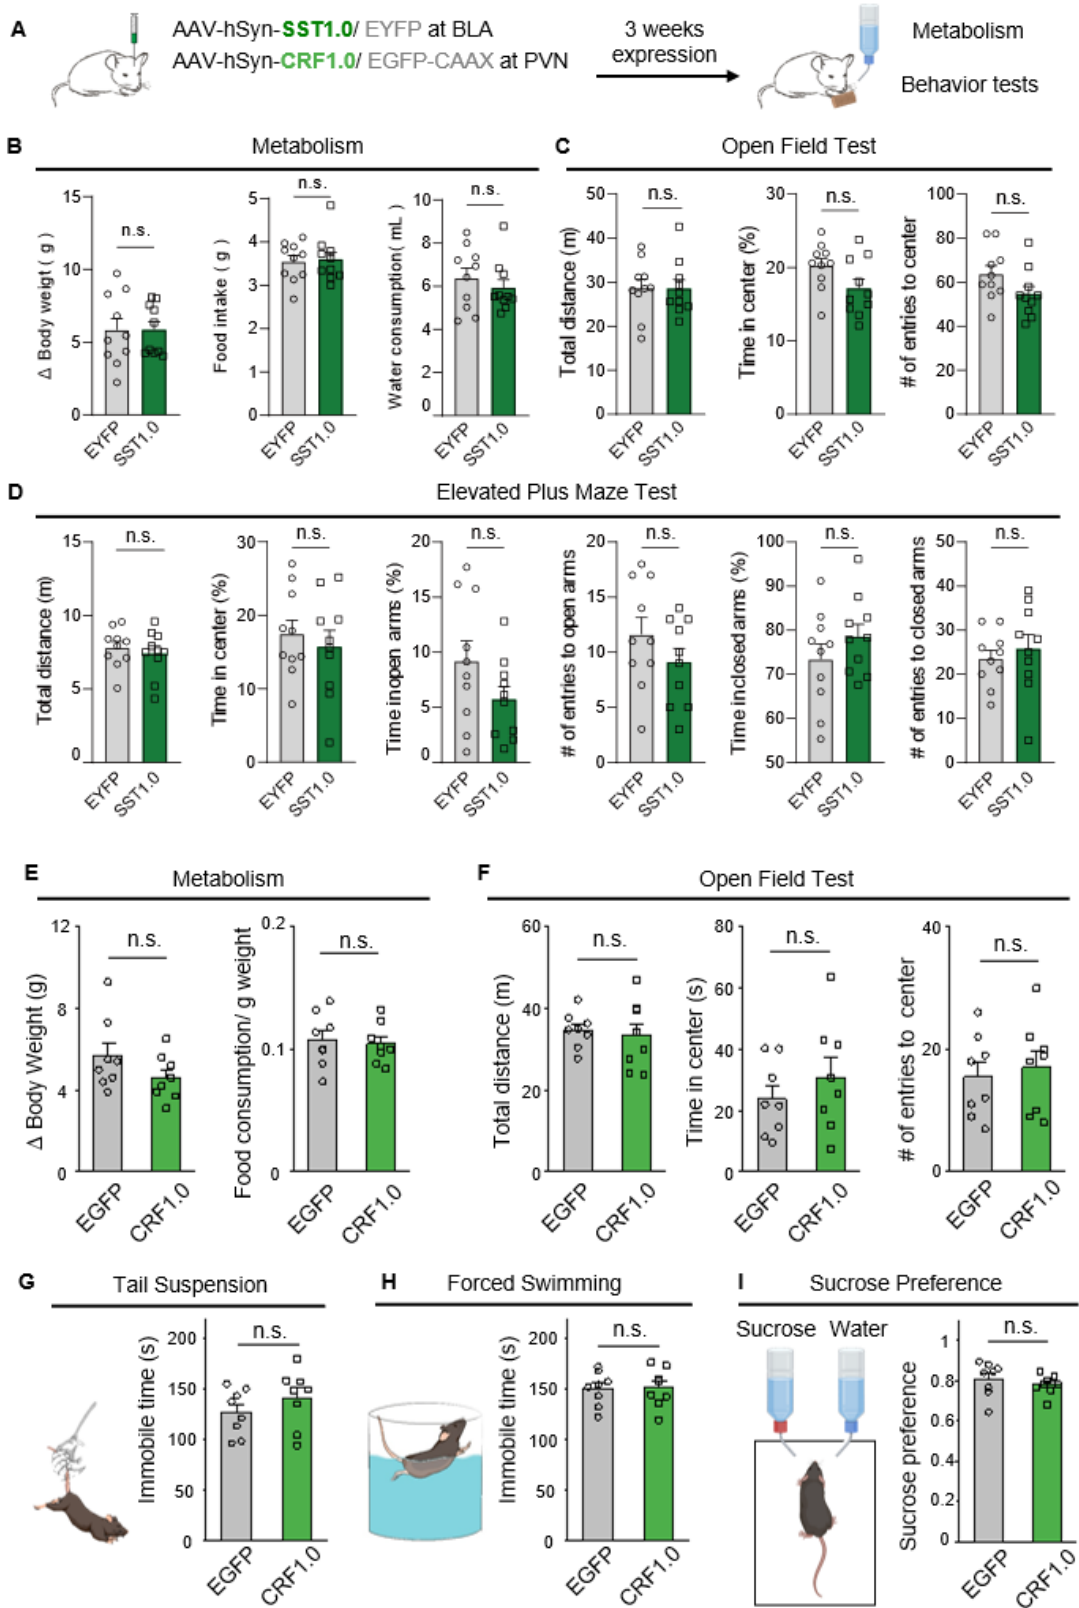 A
AAV-hSyn-SST1.0/ EYFP at BLA
AAV-hSyn-CRF1.0/ EGFP-CAAX at PVN
3 weeks
expression
Metabolism
Behavior tests
B
Metabolism
Δ Body weigt ( g )
15
10
5
0
n.s.
EYFP
SST1.0
Food intake ( g )
5
4
3
2
1
0
n.s.
EYFP
SST1.0
Water consumption( mL )
10
8
6
4
2
0
n.s.
EYFP
SST1.0
C
Open Field Test
Total distance (m)
50
40
30
20
10
0
n.s.
EYFP
SST1.0
Time in center (%)
30
20
10
0
n.s.
EYFP
SST1.0
# of entries to center
100
80
60
40
20
0
n.s.
EYFP
SST1.0
D
Elevated Plus Maze Test
Total distance (m)
15
10
5
0
n.s.
EYFP
SST1.0
Time in center (%)
30
20
10
0
n.s.
EYFP
SST1.0
Time in open arms (%)
20
15
10
5
0
n.s.
EYFP
SST1.0
# of entries to open arms
20
15
10
5
0
n.s.
EYFP
SST1.0
Time in closed arms (%)
100
90
80
70
60
50
n.s.
EYFP
SST1.0
# of entries to closed arms
50
40
30
20
10
0
n.s.
EYFP
SST1.0
E
Metabolism
Δ Body Weight (g)
12
8
4
0
n.s.
EGFP
CRF1.0
Food consumption/ g weight
0.2
0.1
0
n.s.
EGFP
CRF1.0
F
Open Field Test
Total distance (m)
60
40
20
0
n.s.
EGFP
CRF1.0
Time in center (s)
80
60
40
20
0
n.s.
EGFP
CRF1.0
# of entries to center
40
20
0
n.s.
EGFP
CRF1.0
G
Tail Suspension
Immobile time (s)
200
150
100
50
0
n.s.
EGFP
CRF1.0
H
Forced Swimming
Immobile time (s)
200
150
100
50
0
n.s.
EGFP
CRF1.0
I
Sucrose Preference
Sucrose Water
Sucrose preference
1
0.8
0.6
0.4
0.2
0
n.s.
EGFP
CRF1.0